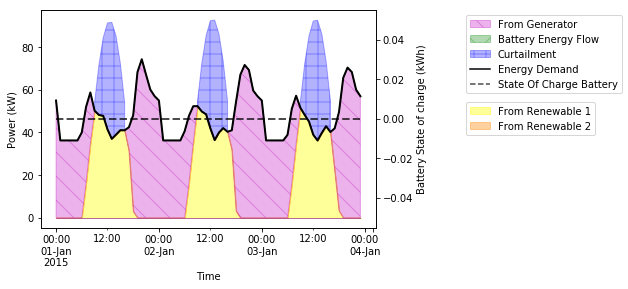 From Generator
Battery Energy Flow
Curtailment
Energy Demand
State Of Charge Battery
From Renewable 1
From Renewable 2
Power (kW)
80
60
40
20
0
0.04
0.02
0.00
−0.02
−0.04
Battery State of charge (kWh)
00:00 12:00 00:00 12:00 00:00 12:00 00:00
01-Jan 02-Jan 03-Jan 04-Jan
2015
Time